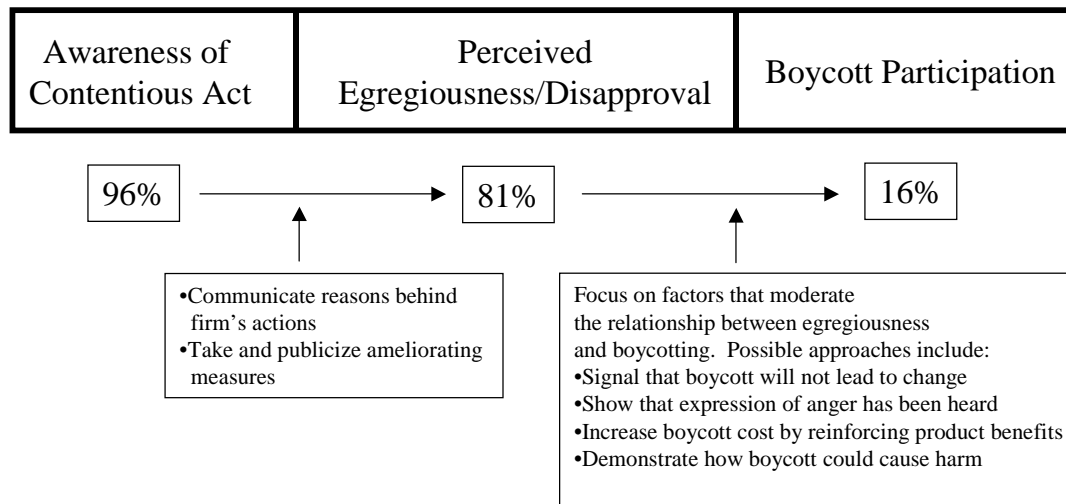 Awareness of
Contentious Act
Perceived
Egregiousness/Disapproval
Boycott Participation
96%
81%
16%
•Communicate reasons behind
firm's actions
•Take and publicize ameliorating
measures
Focus on factors that moderate
the relationship between egregiousness
and boycotting.  Possible approaches include:
•Signal that boycott will not lead to change
•Show that expression of anger has been heard
•Increase boycott cost by reinforcing product benefits
•Demonstrate how boycott could cause harm